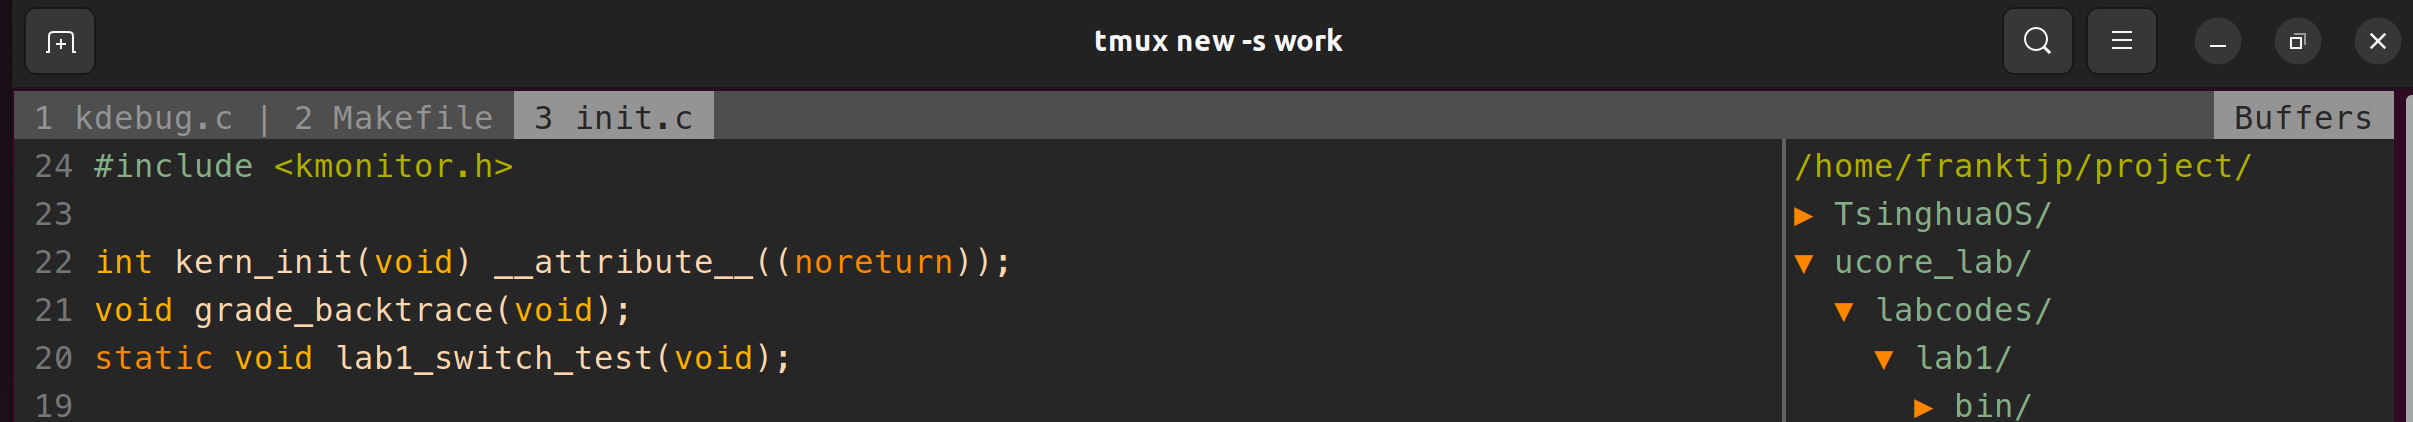 tmux new -s work
1 kdebug.c | 2 Makefile 3 init.c Buffers
24 #include <kmonitor.h>
23
22 int kern_init(void) __attribute__((noreturn));
21 void grade_backtrace(void);
20 static void lab1_switch_test(void);
19
/home/franktjp/project/
▶ TsinghuaOS/
▼ ucore_lab/
▼ labcodes/
▼ lab1/
▶ bin/